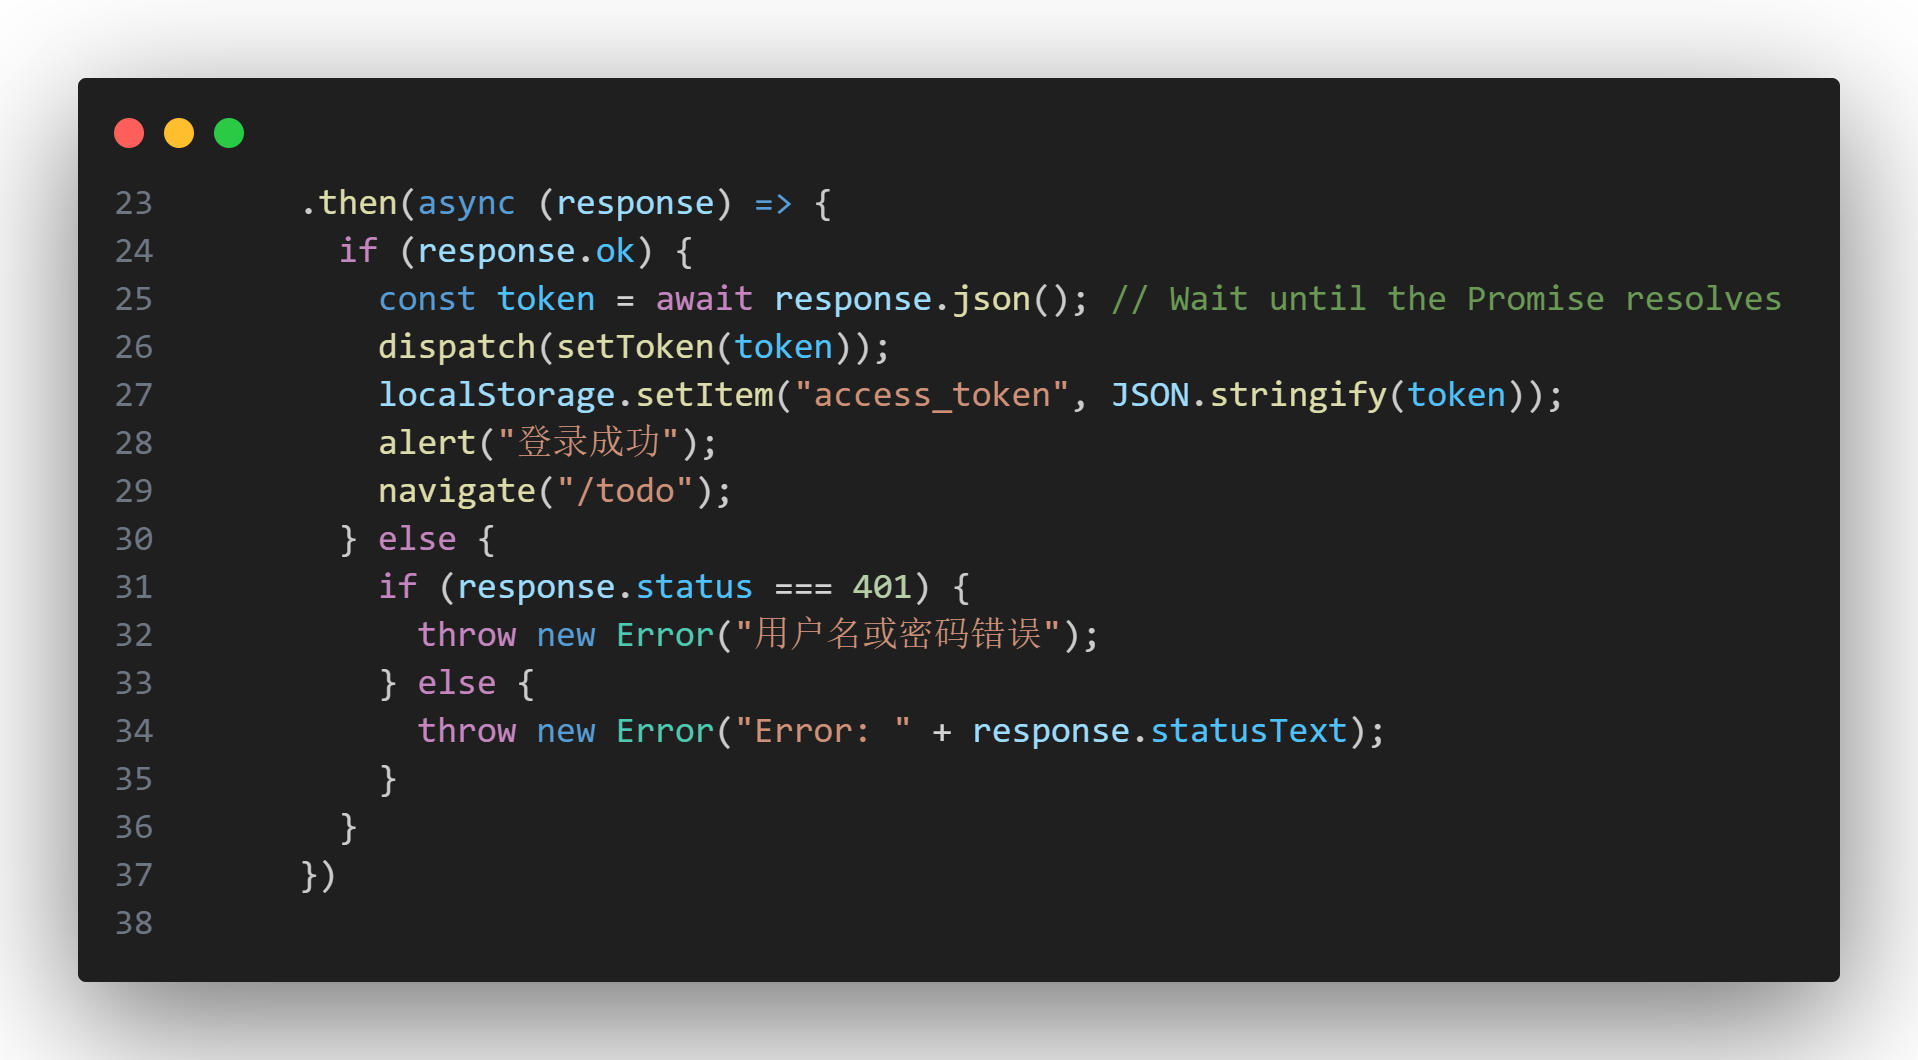 23 .then(async (response) => {
24 if (response.ok) {
25 const token = await response.json(); // Wait until the Promise resolves
26 dispatch(setToken(token));
27 localStorage.setItem("access_token", JSON.stringify(token));
28 alert("登录成功");
29 navigate("/todo");
30 } else {
31 if (response.status === 401) {
32 throw new Error("用户名或密码错误");
33 } else {
34 throw new Error("Error: " + response.statusText);
35 }
36 }
37 })
38